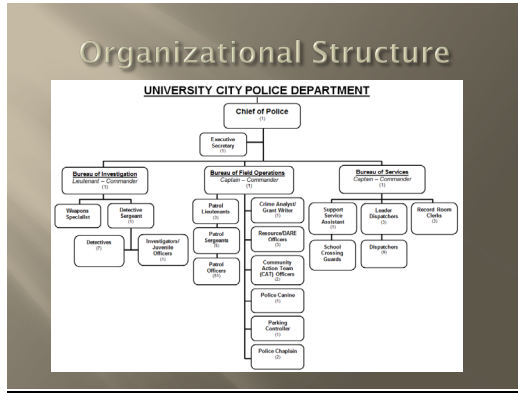 Organizational Structure
UNIVERSITY CITY POLICE DEPARTMENT
Chief of Police
(1)
Executive
Secretary
(1)
Bureau of Investigation
Lieutenant – Commander
(1)
Weapons
Specialist
Detective
Sergeant
(1)
Detectives
(7)
Investigators/
Juvenile
Officers
Bureau of Field Operations
Captain – Commander
(1)
Patrol
Lieutenants
Patrol
Sergeants
Patrol
Officers
Crime Analyst/
Grant Writer
(1)
Resource/DARE
Officers
Community
Action Team
(CAT) Officers
Police Canine
(1)
Parking
Controller
(1)
Police Chaplain
(2)
Bureau of Services
Captain – Commander
(1)
Support
Service
Assistant
School
Crossing
Guards
Leader
Dispatchers
Dispatchers
Record Room
Clerks